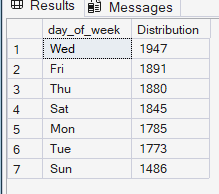 Results Messages
day_of_week Distribution
1 Wed 1947
2 Fri 1891
3 Thu 1880
4 Sat 1845
5 Mon 1785
6 Tue 1773
7 Sun 1486